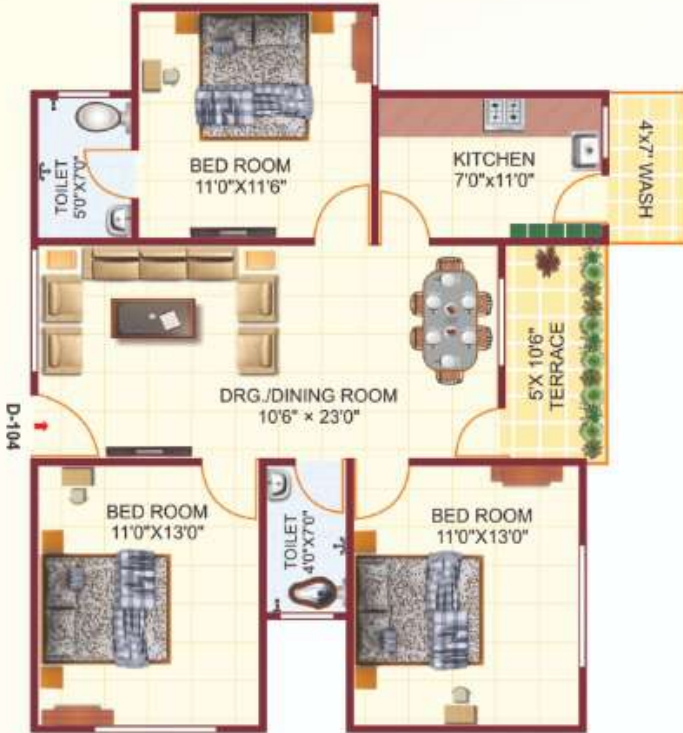 BED ROOM
11'0"X11'6"
TOILET
5'0"X7'0"
KITCHEN
7'0"x11'0"
4'x7' WASH
DRG./DINING ROOM
10'6" × 23'0"
5'X 10'6"
TERRACE
D-104
BED ROOM
11'0"X13'0"
TOILET
4'0"X7'0"
BED ROOM
11'0"X13'0"